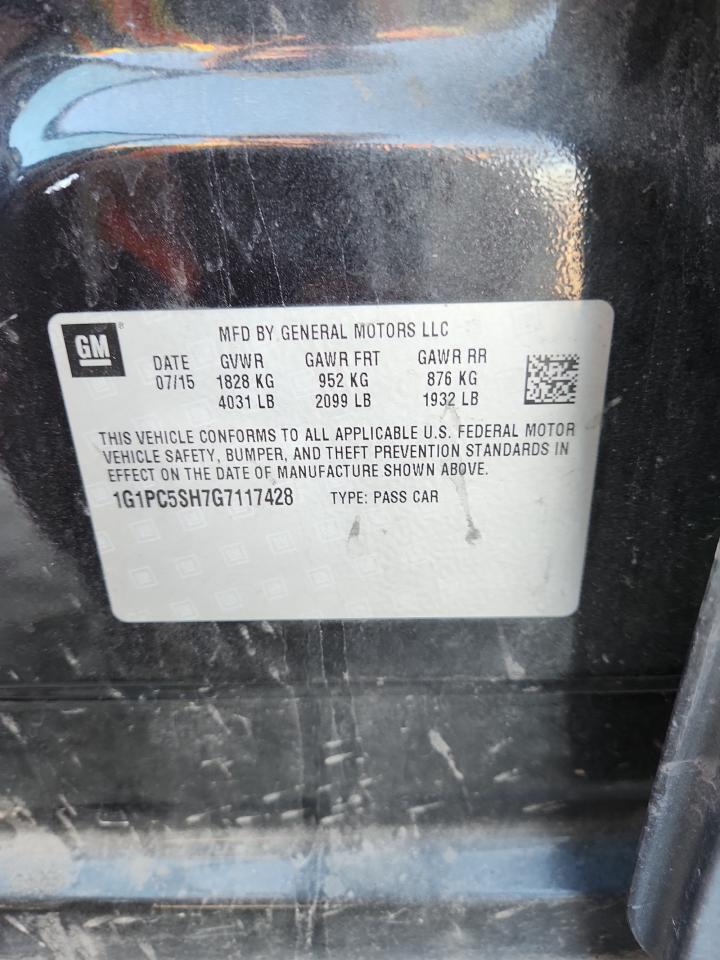 GM ®
MFD BY GENERAL MOTORS LLC
DATE GVWR GAWR FRT GAWR RR
07/15 1828 KG 952 KG 876 KG
4031 LB 2099 LB 1932 LB
THIS VEHICLE CONFORMS TO ALL APPLICABLE U.S. FEDERAL MOTOR
VEHICLE SAFETY, BUMPER, AND THEFT PREVENTION STANDARDS IN
EFFECT ON THE DATE OF MANUFACTURE SHOWN ABOVE.
1G1PC5SH7G7117428 TYPE: PASS CAR